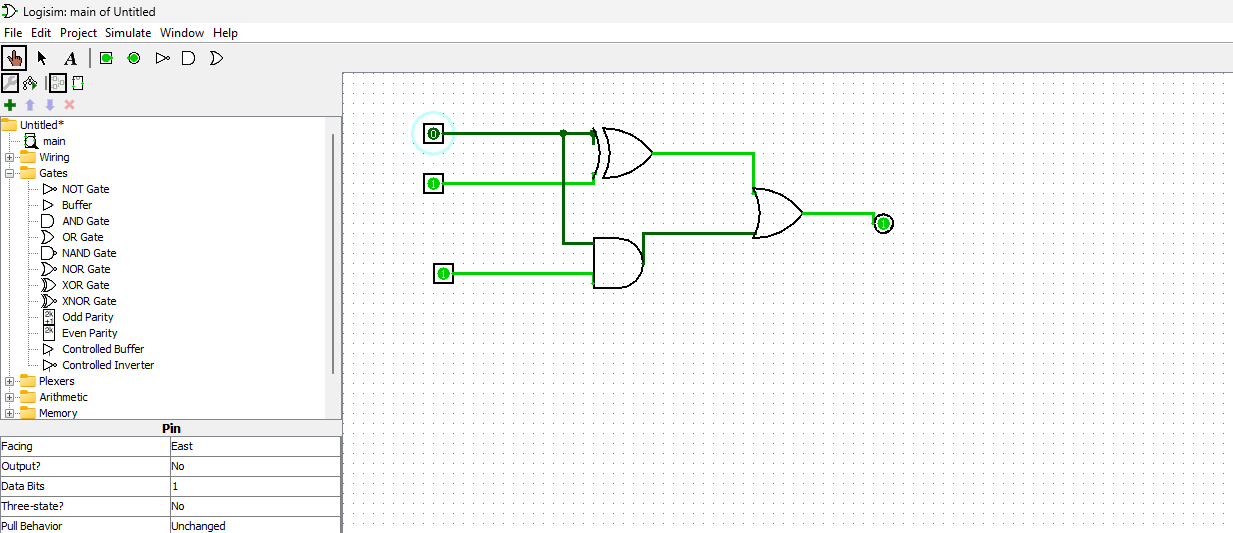 Logisim: main of Untitled
File Edit Project Simulate Window Help
A
Untitled*
main
Wiring
Gates
NOT Gate
Buffer
AND Gate
OR Gate
NAND Gate
NOR Gate
XOR Gate
XNOR Gate
2k
+1
Odd Parity
2k
Even Parity
Controlled Buffer
Controlled Inverter
Plexers
Arithmetic
Memory
Pin
Facing East
Output? No
Data Bits 1
Three-state? No
Pull Behavior Unchanged
0
1
1
1